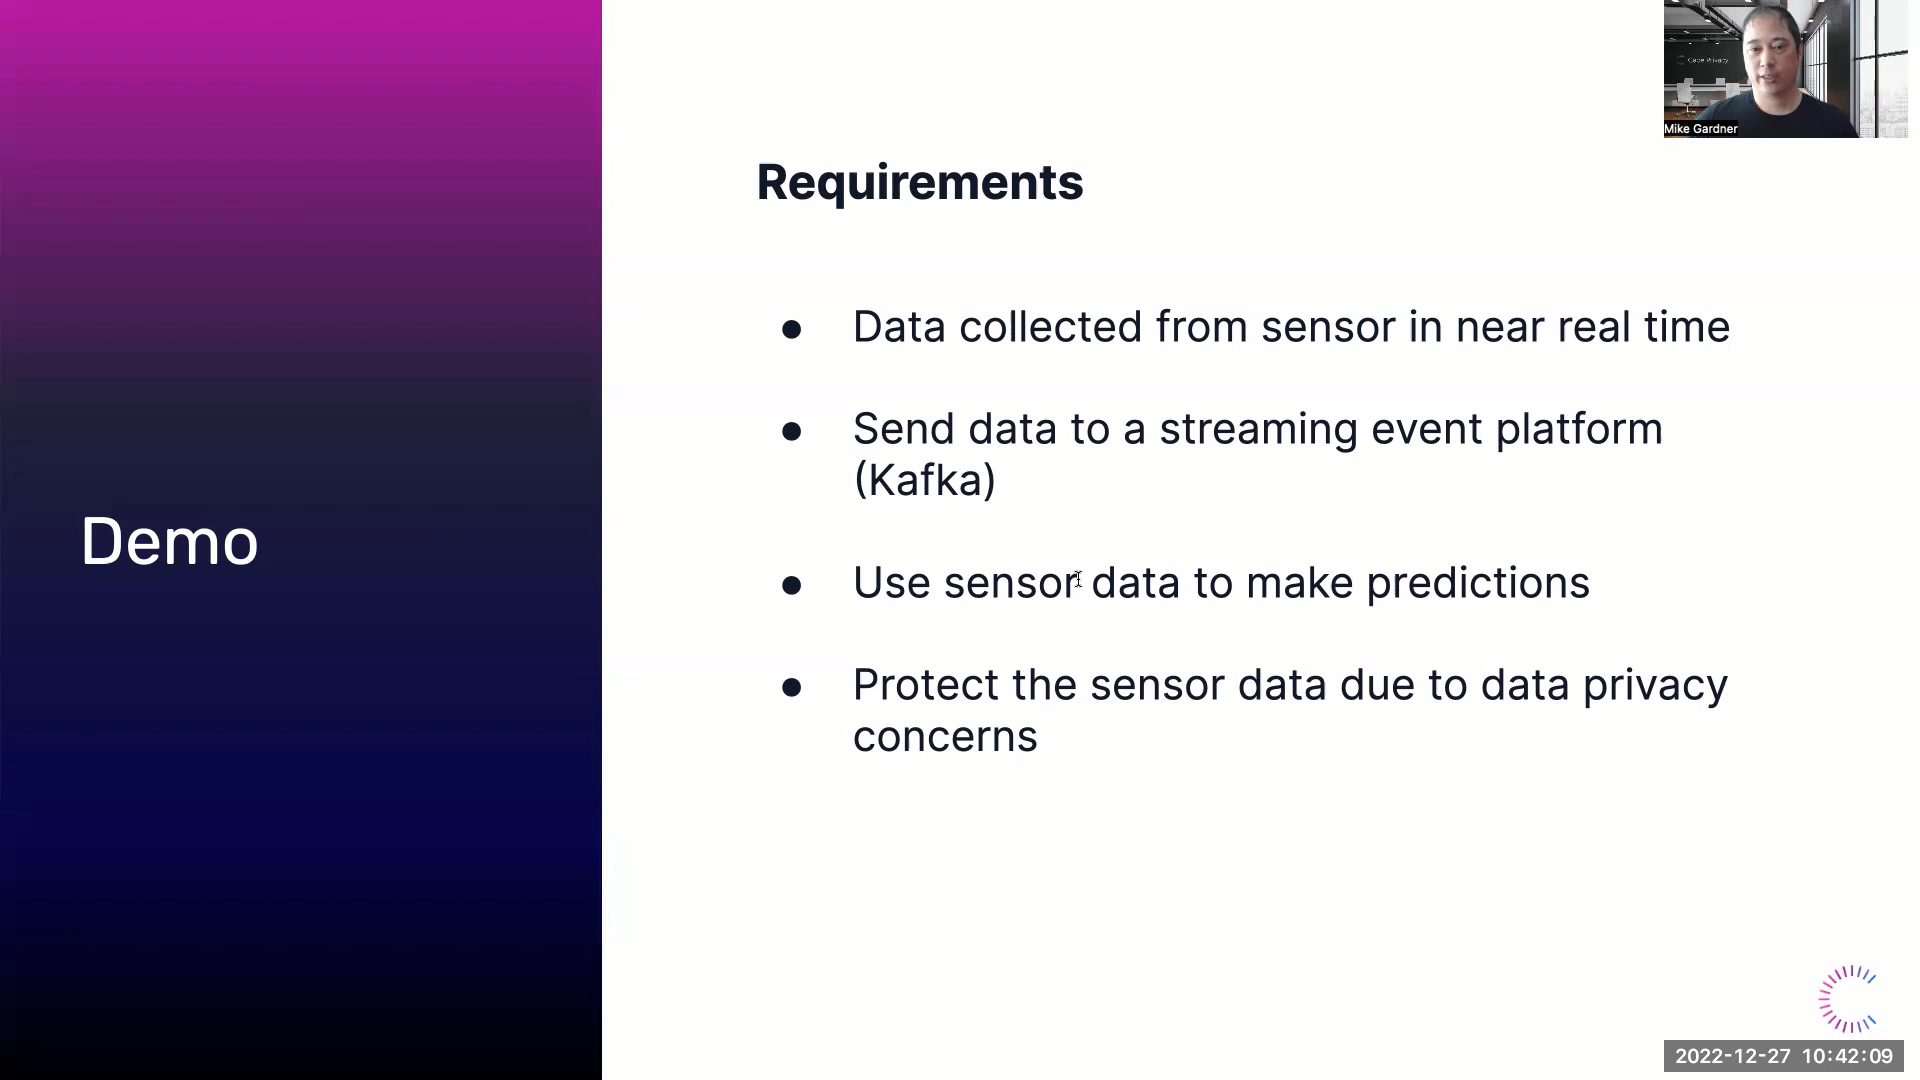 Cape Privacy
Mike Gardner
Requirements
● Data collected from sensor in near real time
● Send data to a streaming event platform
(Kafka)
● Use sensor data to make predictions
● Protect the sensor data due to data privacy
concerns
Demo
2022-12-27 10:42:09